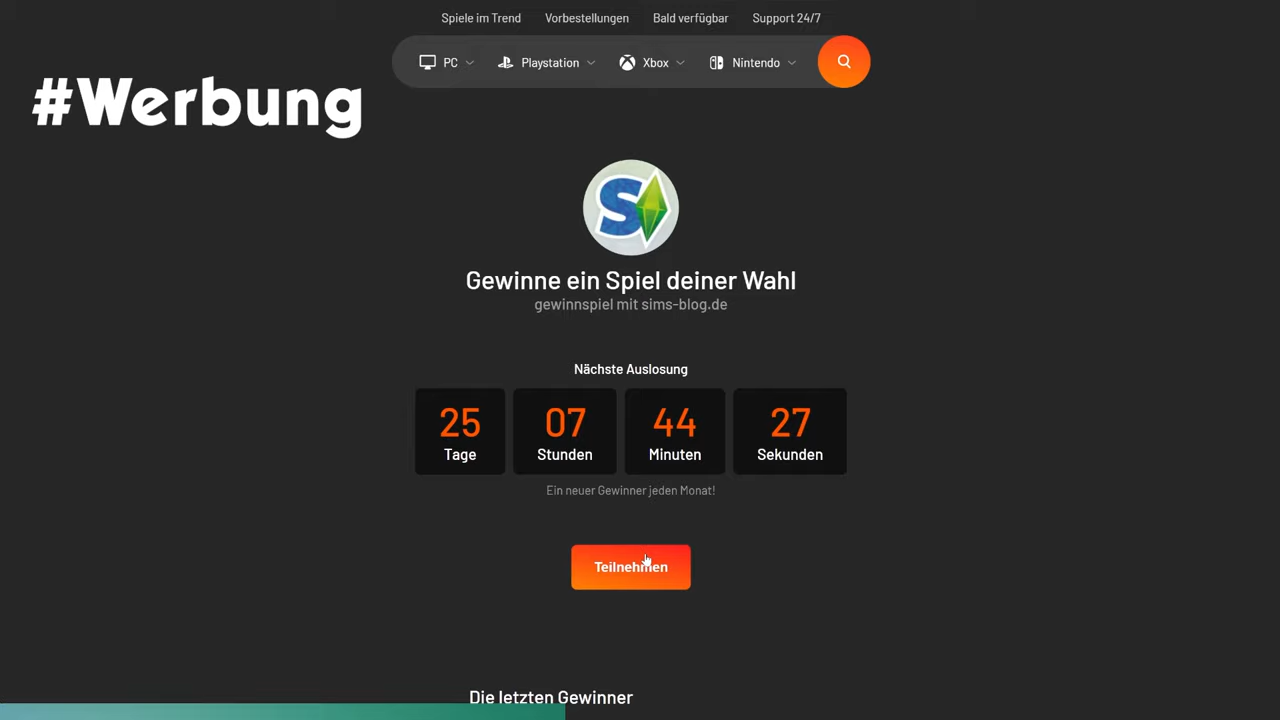 Spiele im Trend Vorbestellungen Bald verfügbar Support 24/7
PC Playstation Xbox Nintendo
#Werbung
S
Gewinne ein Spiel deiner Wahl
gewinnspiel mit sims-blog.de
Nächste Auslosung
25 07 44 27
Tage Stunden Minuten Sekunden
Ein neuer Gewinner jeden Monat!
Teilnehmen
Die letzten Gewinner